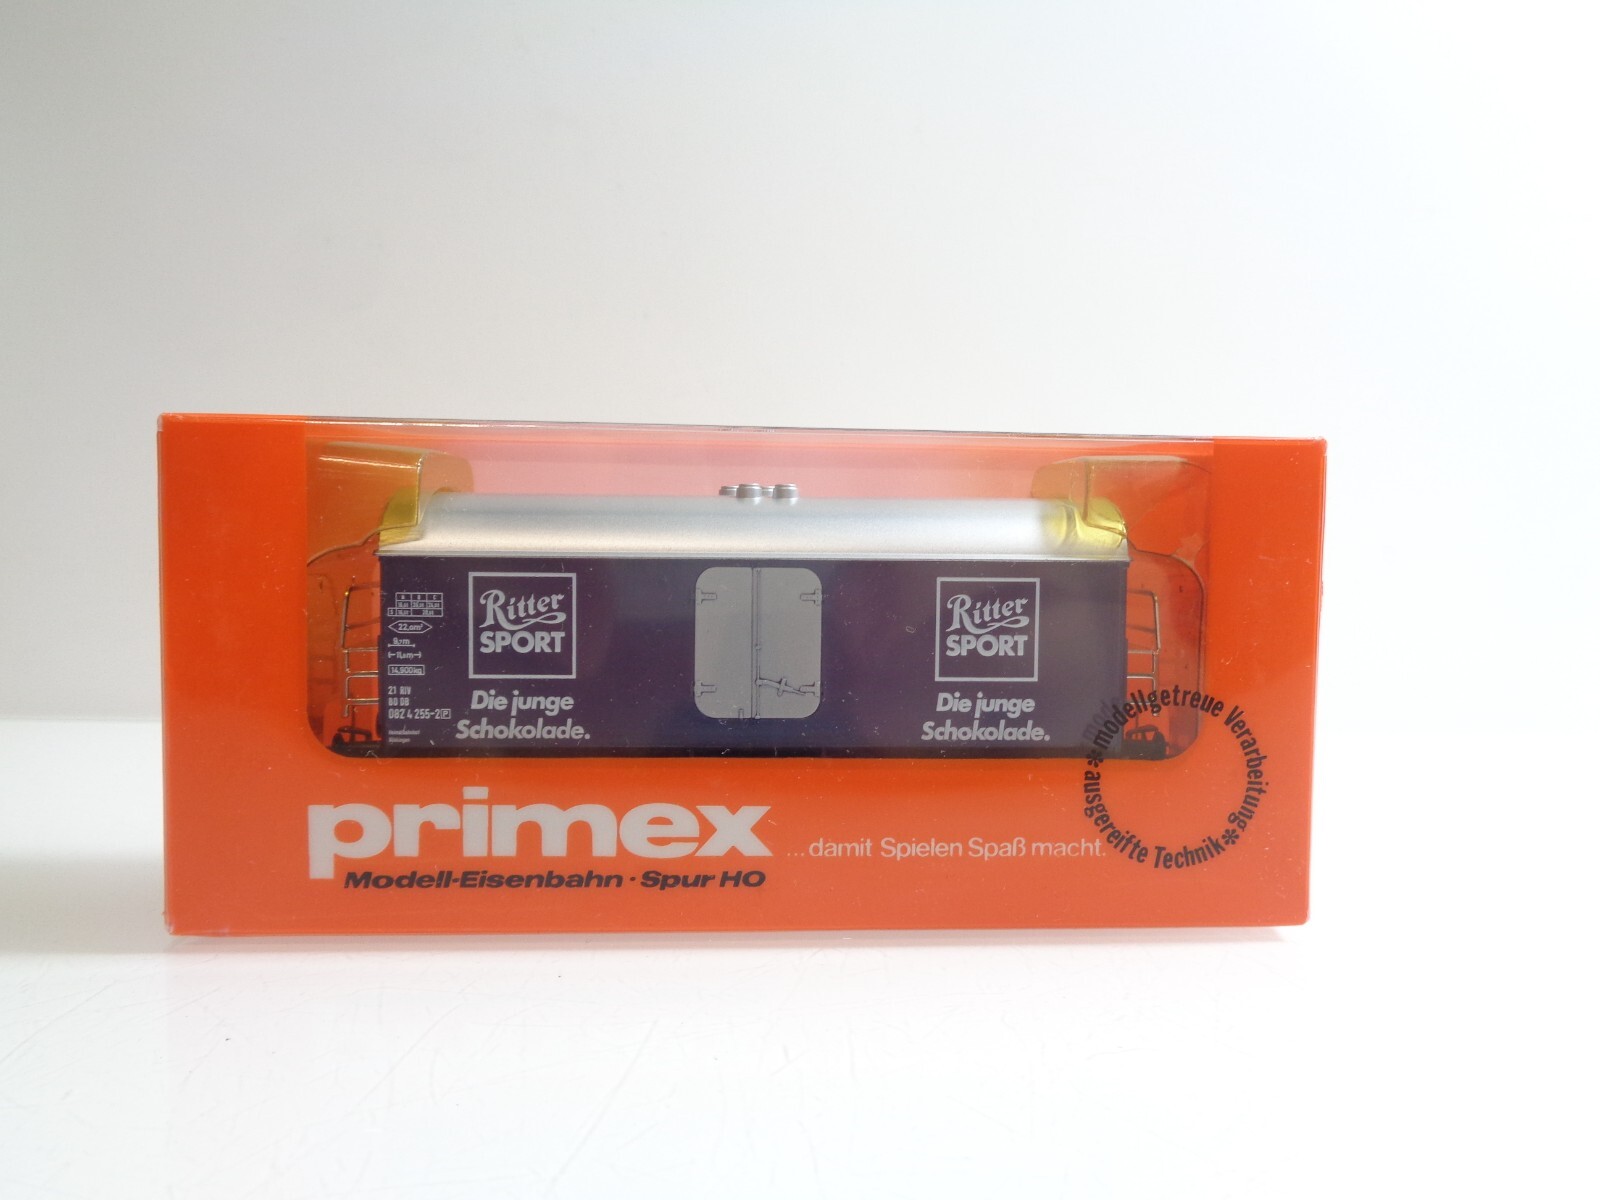 Ritter
SPORT
Die junge
Schokolade.
Ritter
SPORT
Die junge
Schokolade.
A B C
22,0m²
14,900kg
21 RIV
80 DB
082 4 255-2 P
primex
...damit Spielen Spaß macht.
Modell-Eisenbahn · Spur HO
*modellgetreue Verarbeitung*ausgereifte Technik